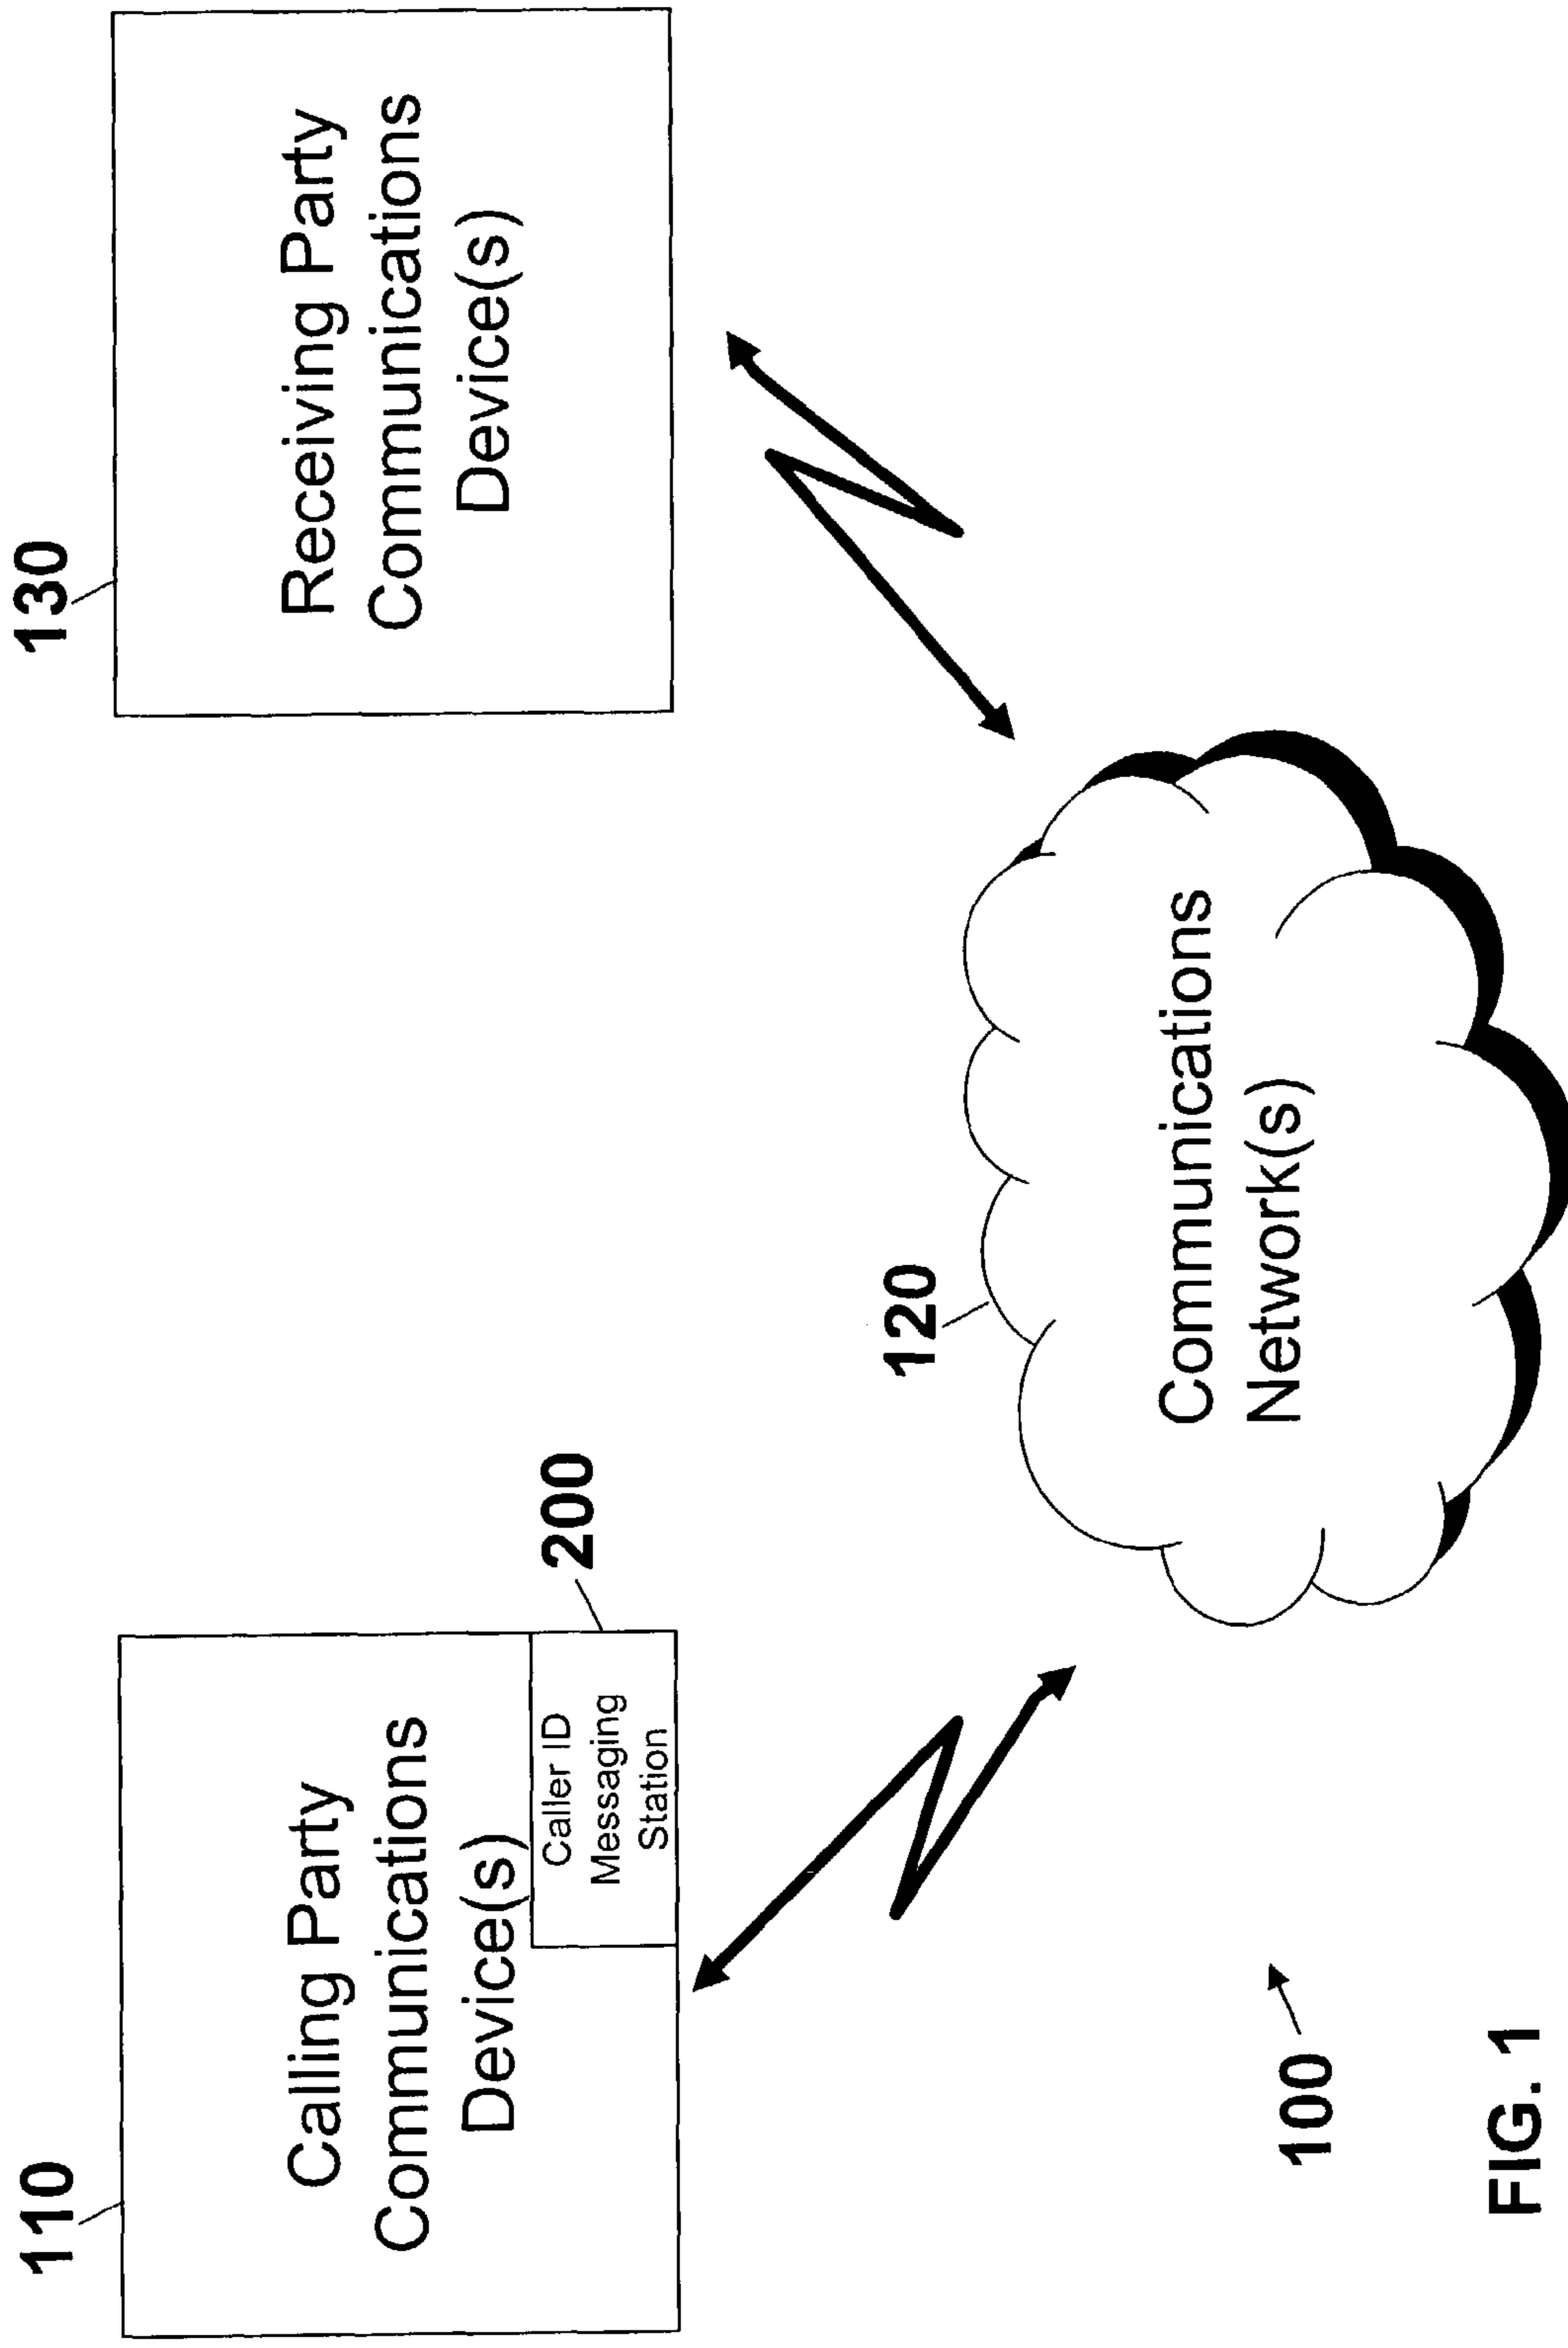 110
Calling Party
Communications
Device(s)
Caller ID
Messaging
Station
200
130
Receiving Party
Communications
Device(s)
120
Communications
Network(s)
100
FIG. 1